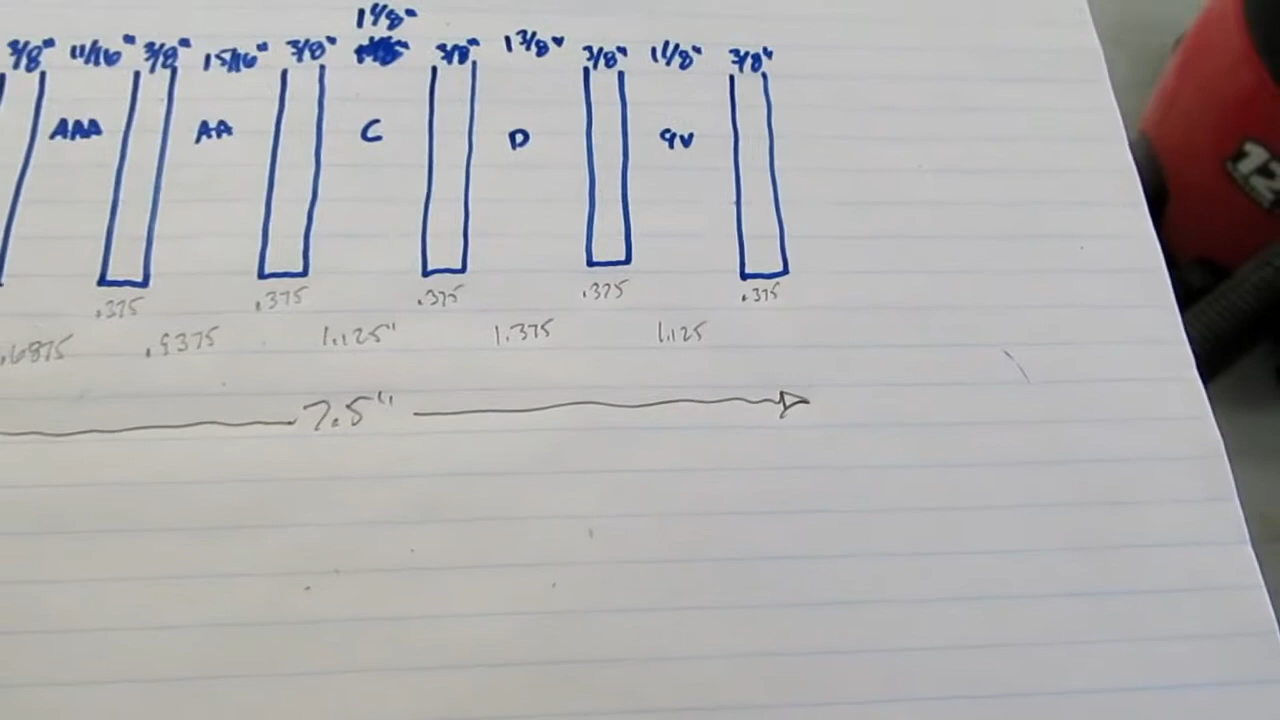 1 1/8"
3/8" 11/16" 3/8" 15/16" 3/8" 3/8" 1 3/8" 3/8" 1 1/8" 3/8"
AAA AA C D 9V
.375 .375 .375 .375 .375
.6875 .9375 1.125" 1.375 1.125
7.5"
12